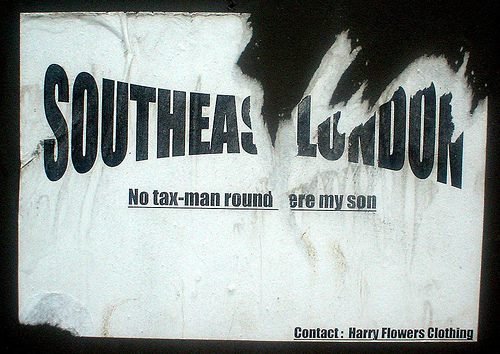 SOUTHEAS LONDON
No tax-man round ere my son
Contact : Harry Flowers Clothing